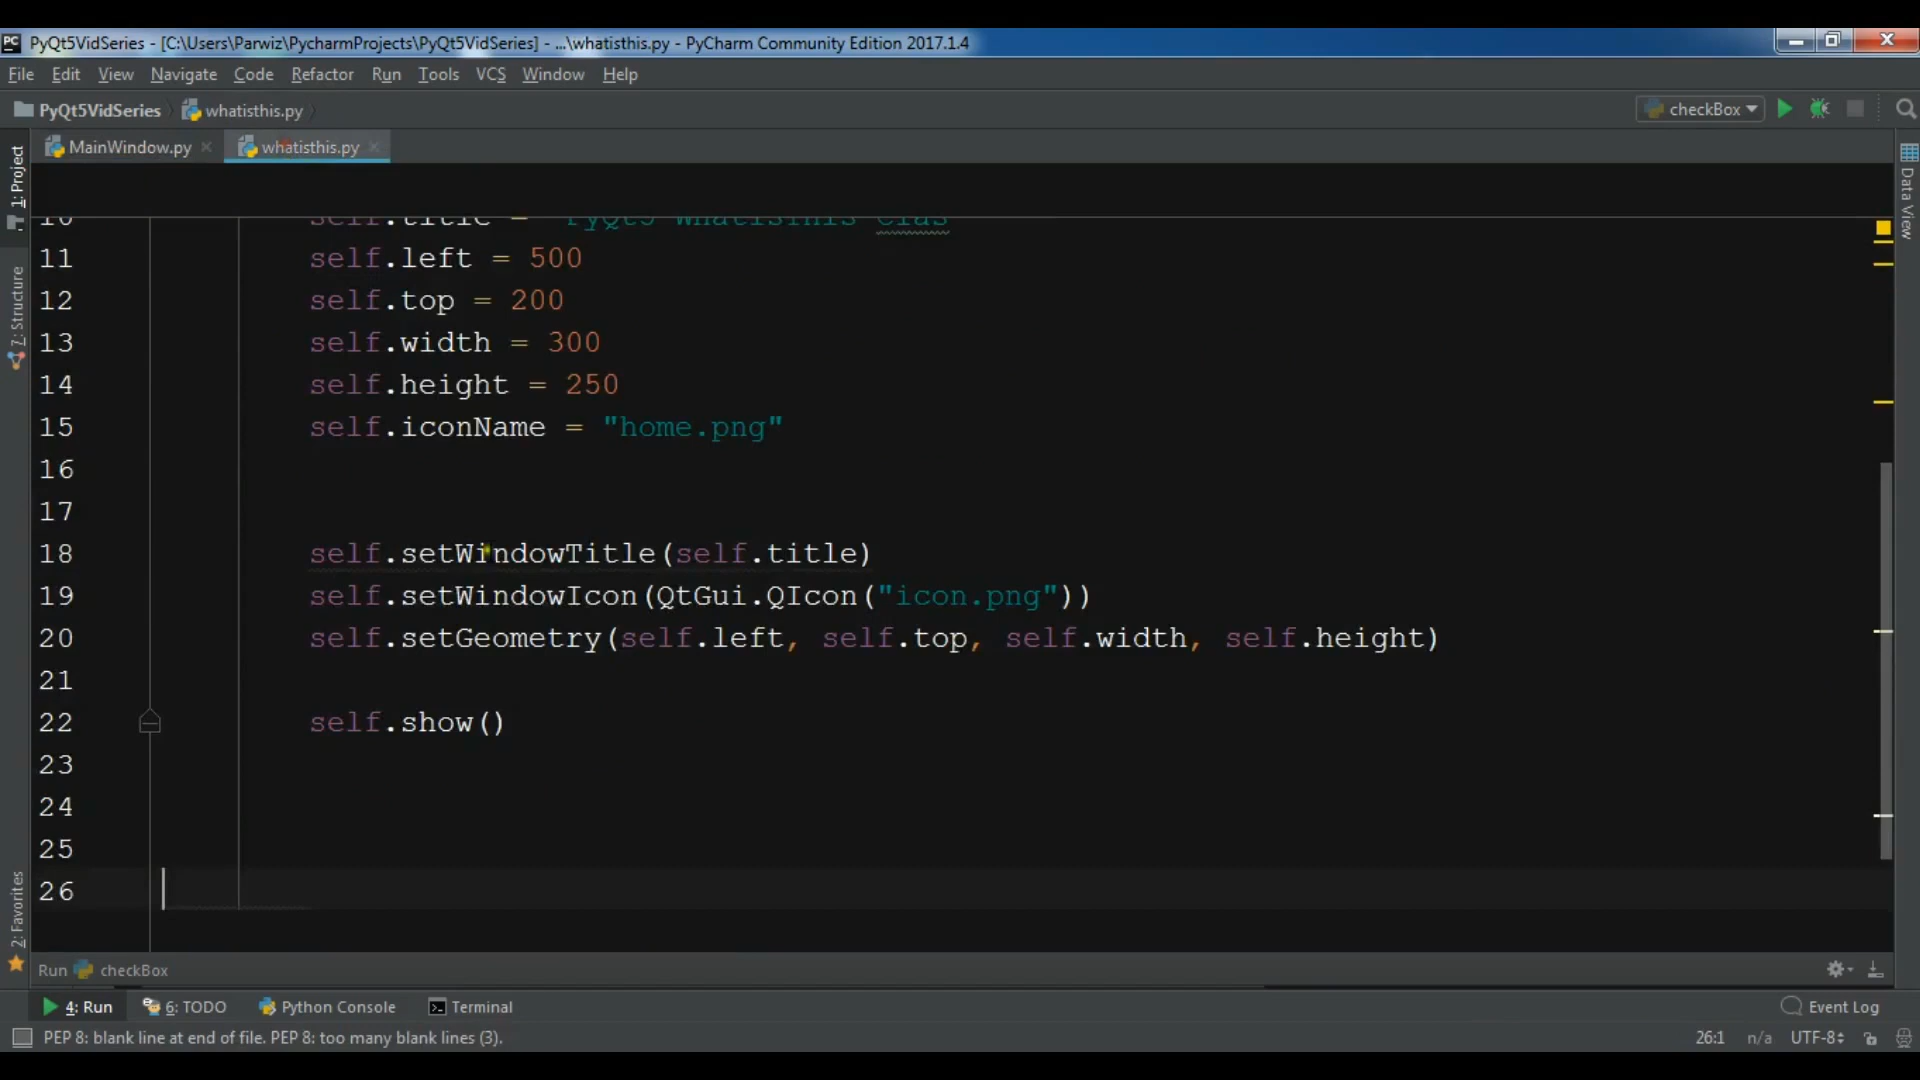 PyQt5VidSeries - [C:\Users\Parwiz\PycharmProjects\PyQt5VidSeries] - ...\whatisthis.py - PyCharm Community Edition 2017.1.4
File Edit View Navigate Code Refactor Run Tools VCS Window Help
PyQt5VidSeries whatisthis.py checkBox
MainWindow.py whatisthis.py
1: Project
7: Structure
2: Favorites
Data View
10 self.title = "PyQt5 WhatIsThis Clas
11 self.left = 500
12 self.top = 200
13 self.width = 300
14 self.height = 250
15 self.iconName = "home.png"
16
17
18 self.setWindowTitle(self.title)
19 self.setWindowIcon(QtGui.QIcon("icon.png"))
20 self.setGeometry(self.left, self.top, self.width, self.height)
21
22 self.show()
23
24
25
26
Run checkBox
4: Run 6: TODO Python Console Terminal Event Log
PEP 8: blank line at end of file. PEP 8: too many blank lines (3). 26:1 n/a UTF-8